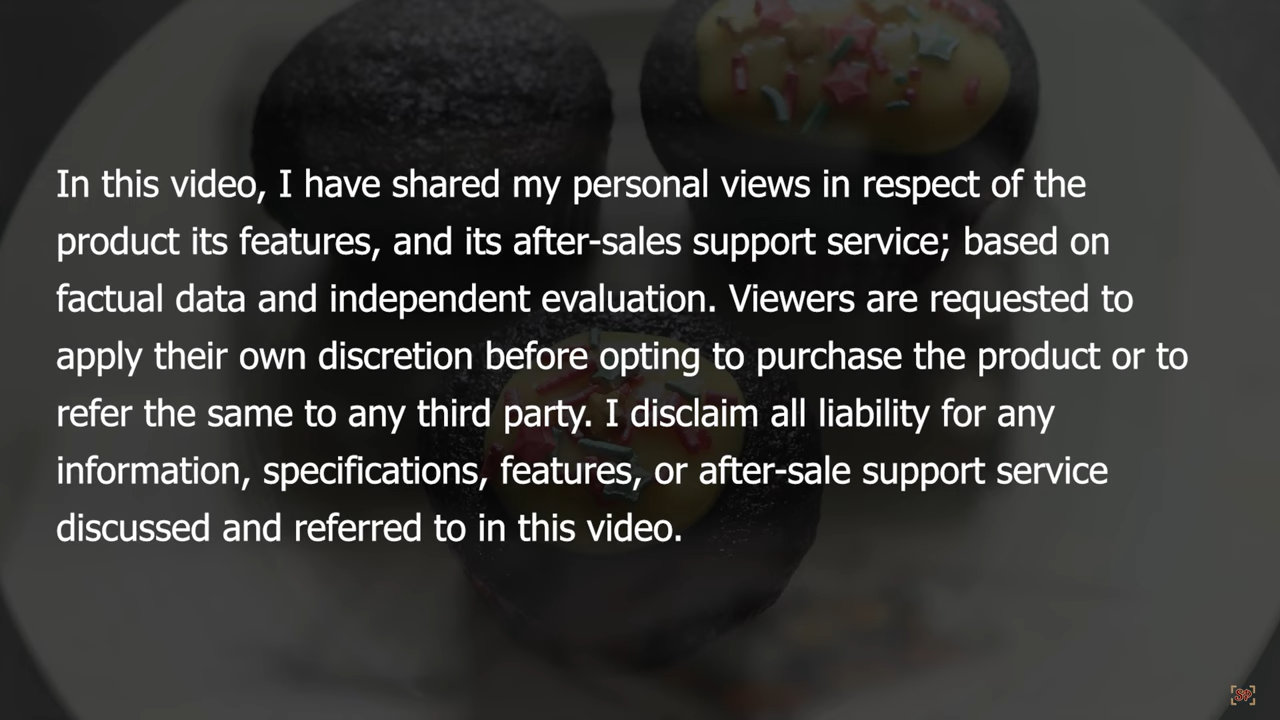 In this video, I have shared my personal views in respect of the
product its features, and its after-sales support service; based on
factual data and independent evaluation. Viewers are requested to
apply their own discretion before opting to purchase the product or to
refer the same to any third party. I disclaim all liability for any
information, specifications, features, or after-sale support service
discussed and referred to in this video.
SP